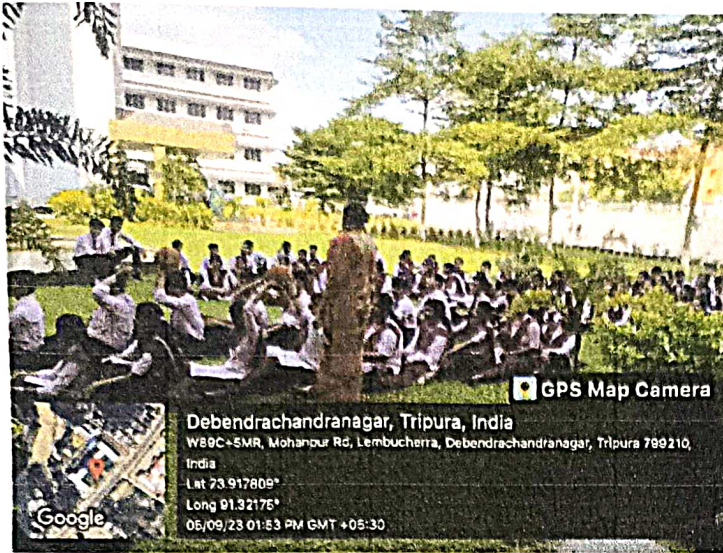 GPS Map Camera
Debendrachandranagar, Tripura, India
W89C+5MR, Mohanpur Rd, Lembucherra, Debendrachandranagar, Tripura 799210,
India
Lat 23.917809°
Long 91.32175°
05/09/23 01:53 PM GMT +05:30
Google